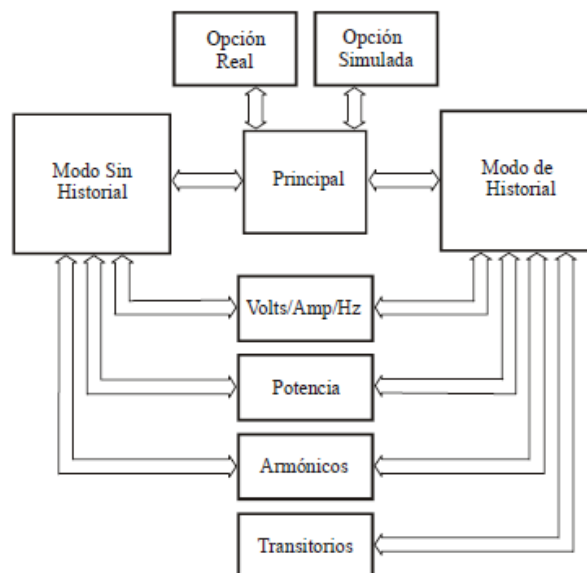 Opción
Real
Opción
Simulada
Modo Sin
Historial
Principal
Modo de
Historial
Volts/Amp/Hz
Potencia
Armónicos
Transitorios